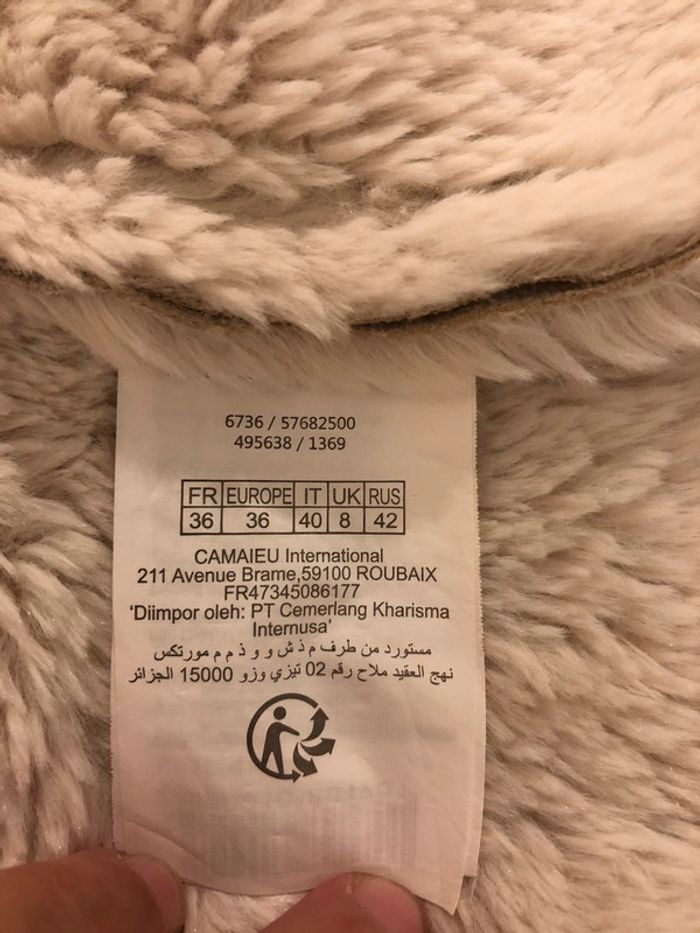 6736 / 57682500
495638 / 1369
FR EUROPE IT UK RUS
36 36 40 8 42
CAMAIEU International
211 Avenue Brame,59100 ROUBAIX
FR47345086177
'Diimpor oleh: PT Cemerlang Kharisma
Internusa'
مستورد من طرف م ذ ش و و ذ م م مورتكس
نهج العقيد ملاح رقم 02 تيزي وزو 15000 الجزائر